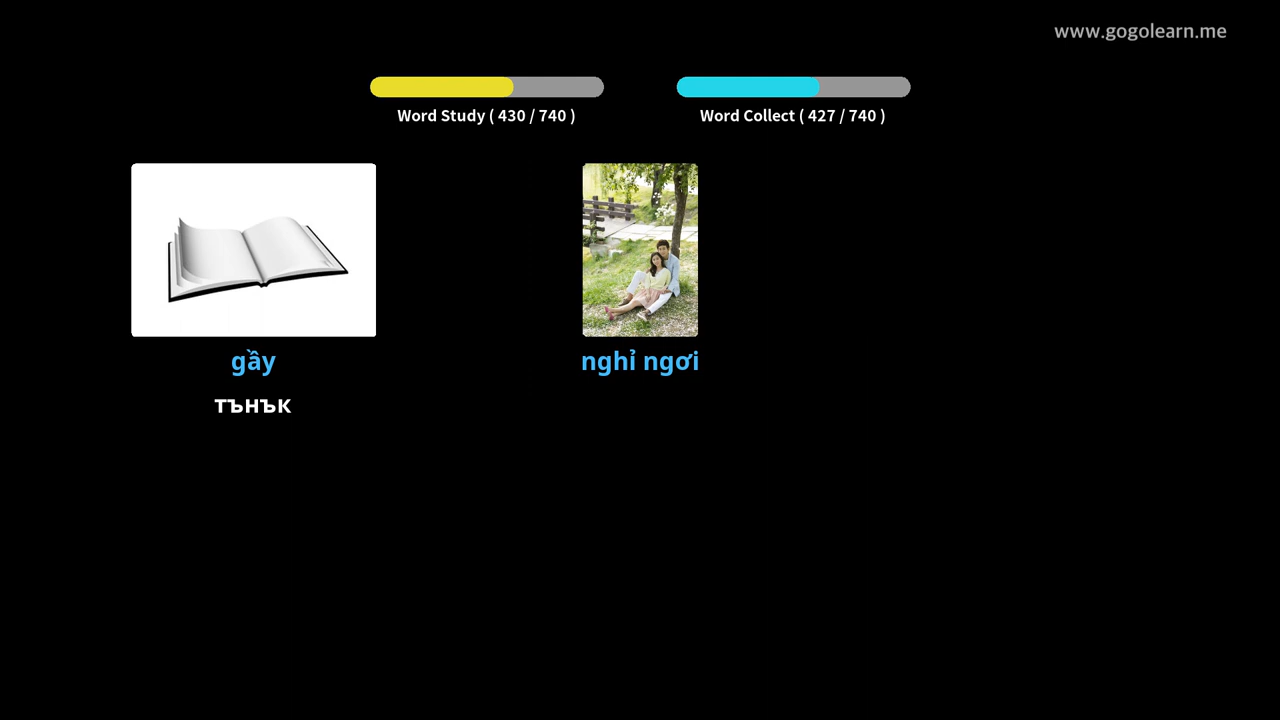 www.gogolearn.me
Word Study ( 430 / 740 )
Word Collect ( 427 / 740 )
gầy
nghỉ ngơi
тънък